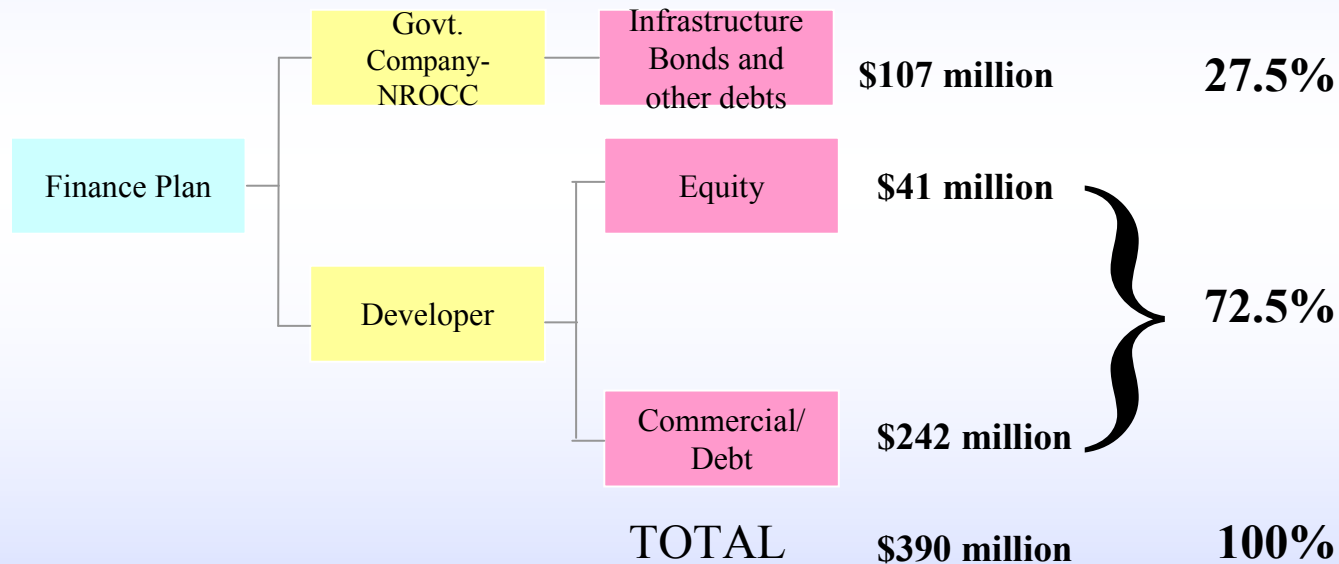 Govt.
Company-
NROCC
Infrastructure
Bonds and
other debts
$107 million
27.5%
Finance Plan
Equity
$41 million
72.5%
Developer
Commercial/
Debt
$242 million
TOTAL
$390 million
100%